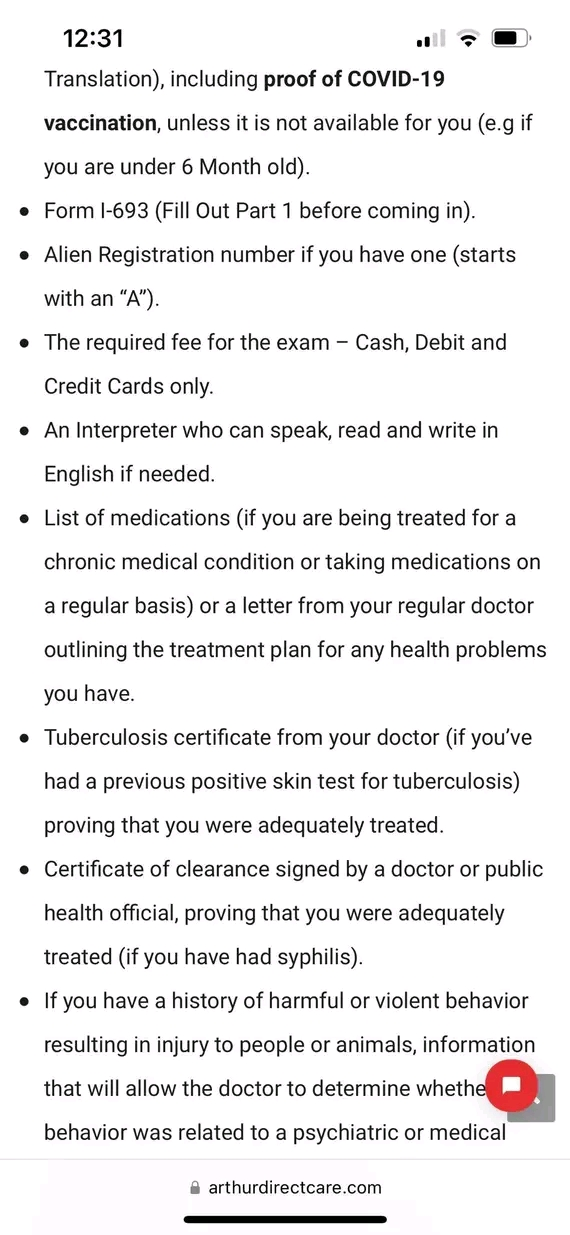 12:31
Translation), including proof of COVID-19
vaccination, unless it is not available for you (e.g if
you are under 6 Month old).
• Form I-693 (Fill Out Part 1 before coming in).
• Alien Registration number if you have one (starts
with an “A”).
• The required fee for the exam – Cash, Debit and
Credit Cards only.
• An Interpreter who can speak, read and write in
English if needed.
• List of medications (if you are being treated for a
chronic medical condition or taking medications on
a regular basis) or a letter from your regular doctor
outlining the treatment plan for any health problems
you have.
• Tuberculosis certificate from your doctor (if you’ve
had a previous positive skin test for tuberculosis)
proving that you were adequately treated.
• Certificate of clearance signed by a doctor or public
health official, proving that you were adequately
treated (if you have had syphilis).
• If you have a history of harmful or violent behavior
resulting in injury to people or animals, information
that will allow the doctor to determine whethe
behavior was related to a psychiatric or medical
arthurdirectcare.com